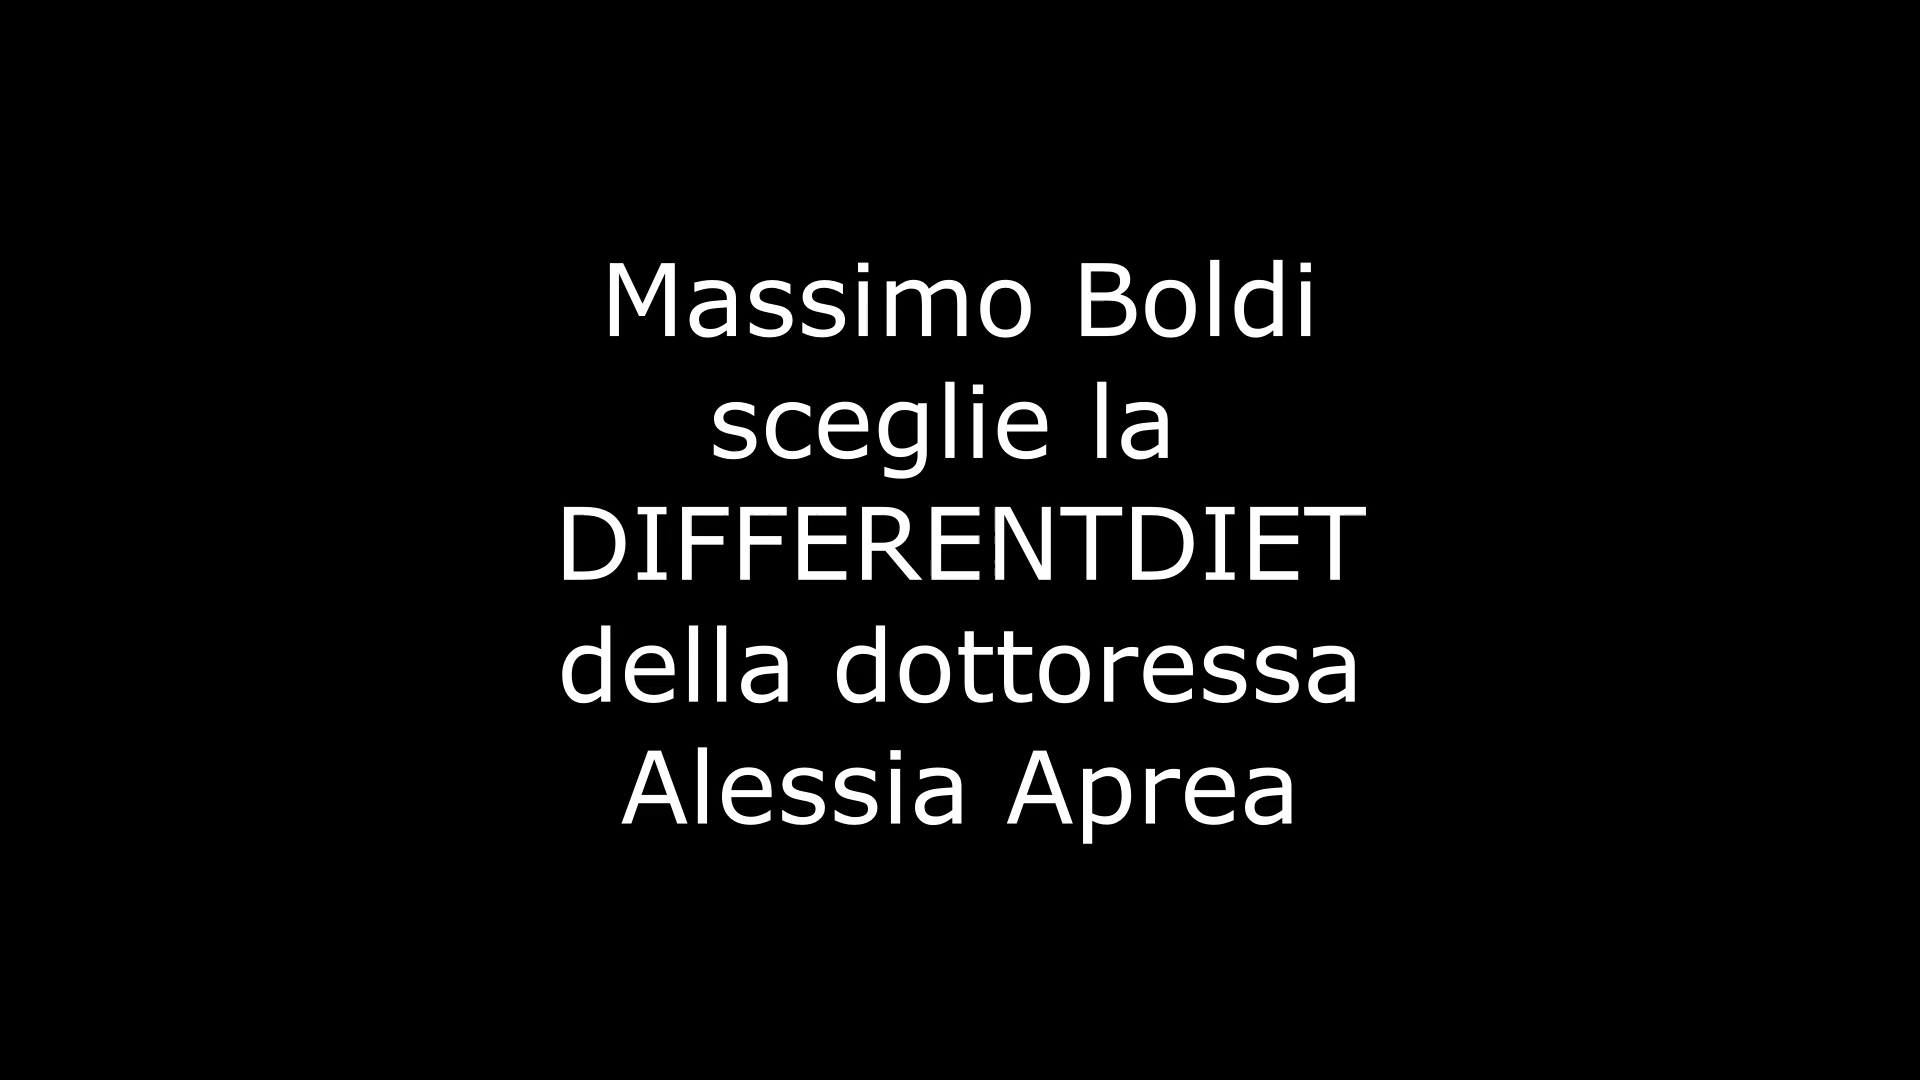 Massimo Boldi
sceglie la
DIFFERENTDIET
della dottoressa
Alessia Aprea